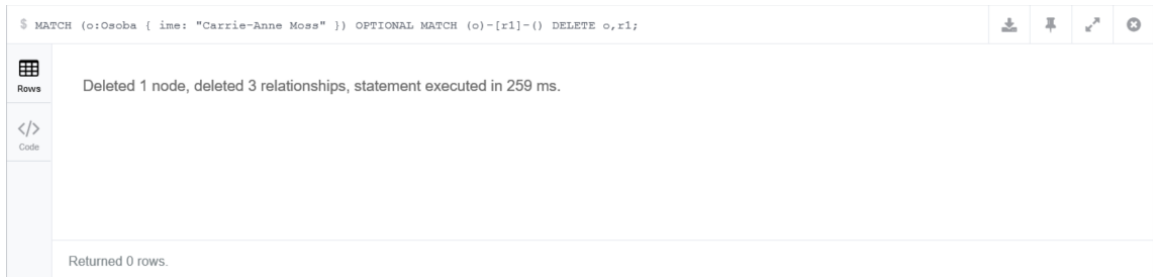 $ MATCH (o:Osoba { ime: "Carrie-Anne Moss" }) OPTIONAL MATCH (o)-[r1]-() DELETE o,r1;
Rows
Deleted 1 node, deleted 3 relationships, statement executed in 259 ms.
</>
Code
Returned 0 rows.